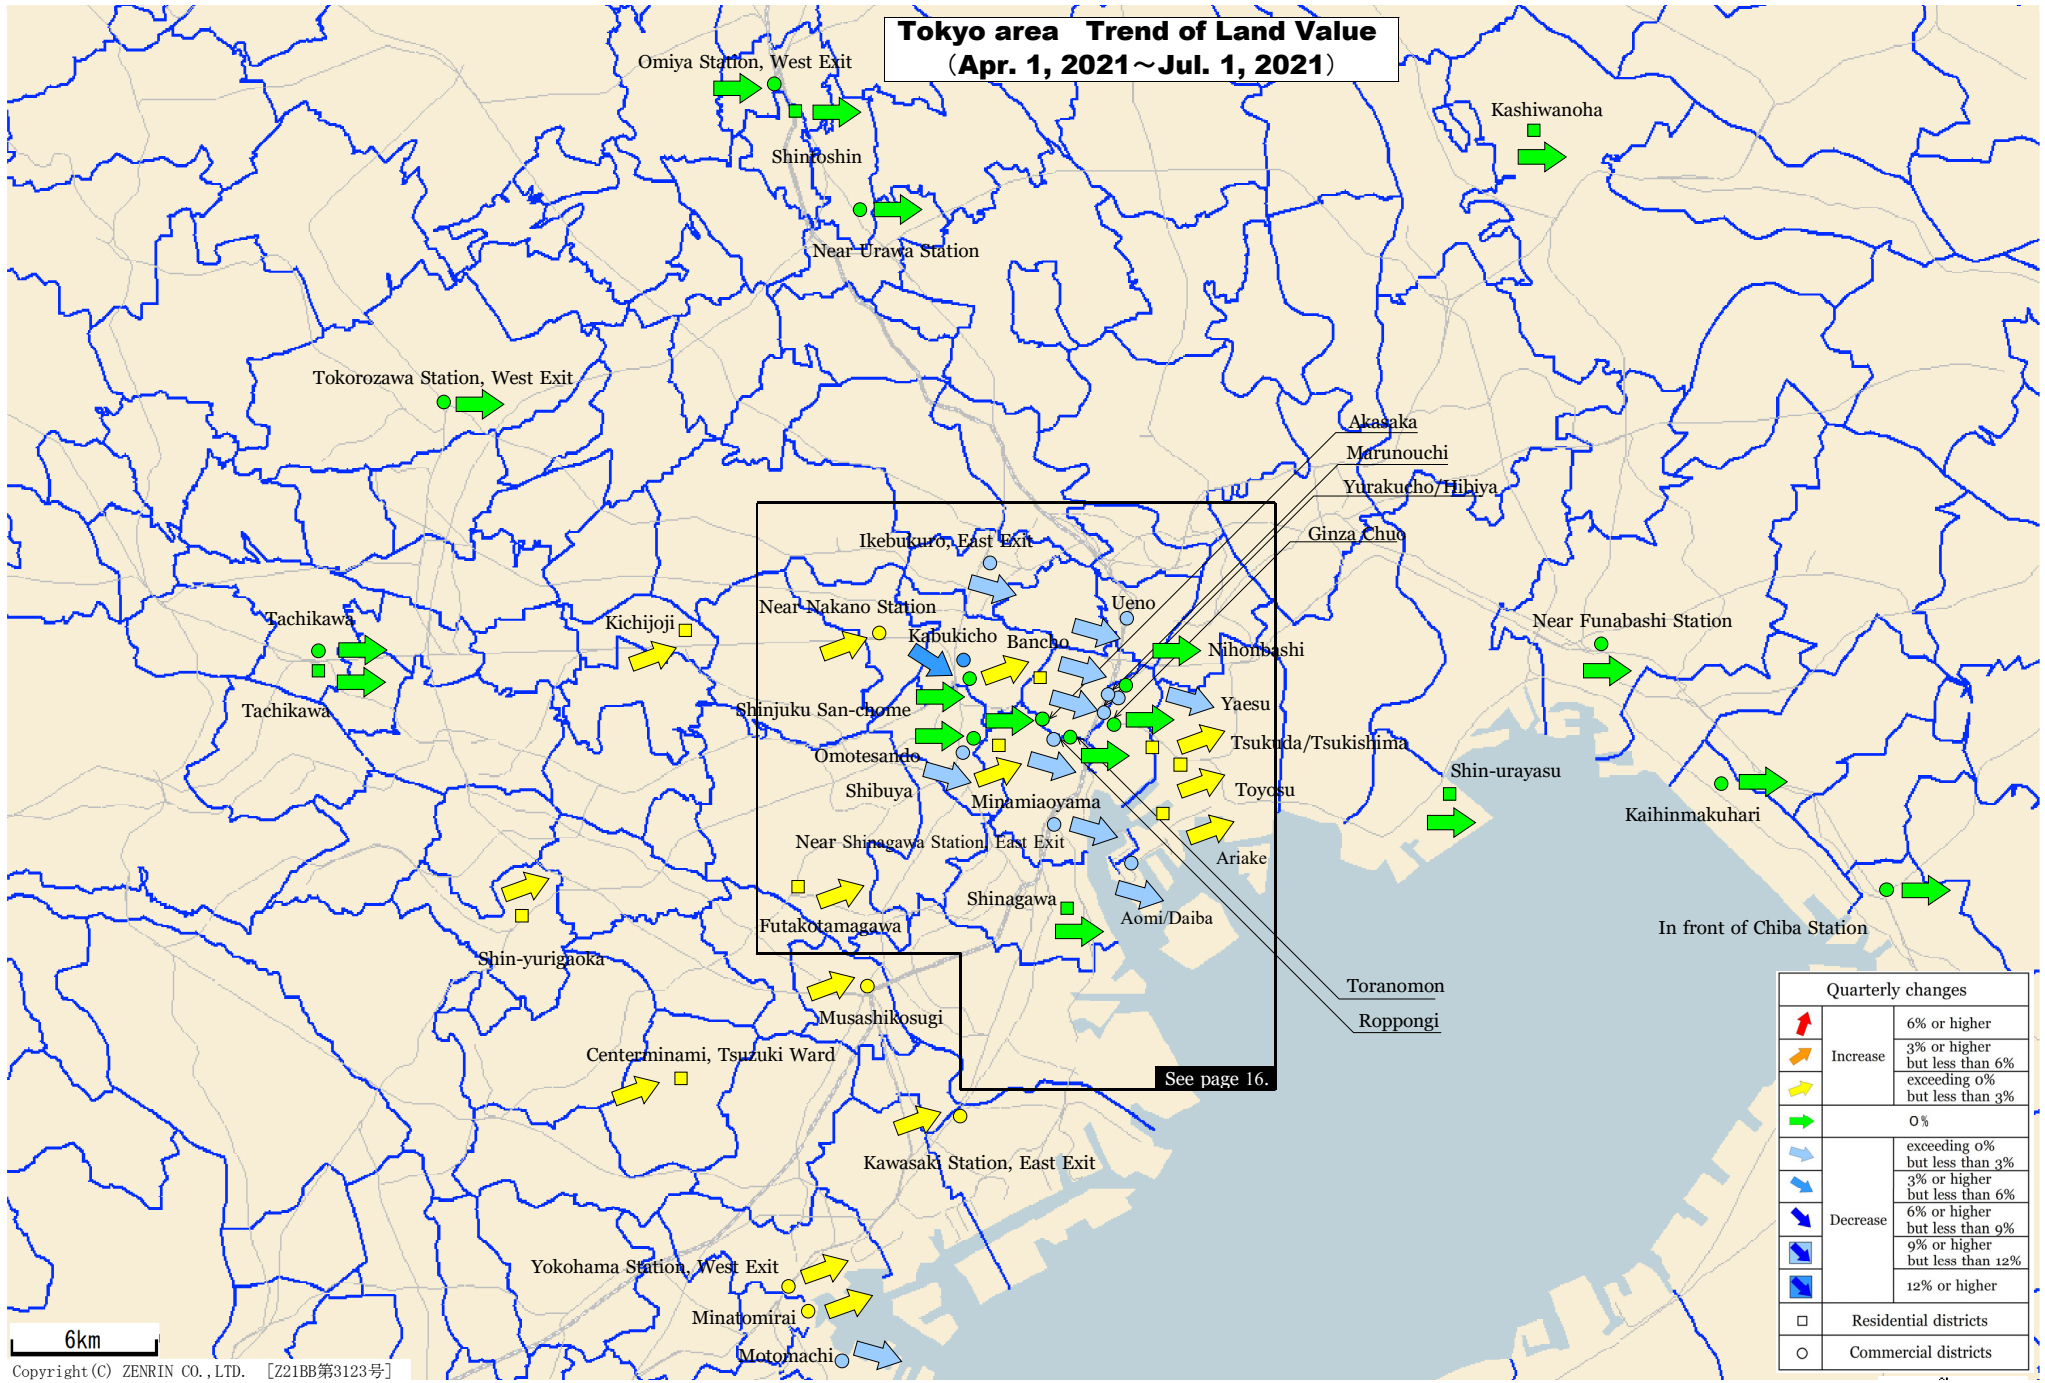 Tokyo area Trend of Land Value
（Apr. 1, 2021～Jul. 1, 2021）
Omiya Station, West Exit
Shintoshin
Near Urawa Station
Kashiwanoha
Tokorozawa Station, West Exit
Akasaka
Marunouchi
Yurakucho/Hibiya
Ginza Chuo
Ikebukuro, East Exit
Near Nakano Station
Ueno
Tachikawa
Kichijoji
Kabukicho
Bancho
Nihonbashi
Near Funabashi Station
Tachikawa
Shinjuku San-chome
Yaesu
Omotesando
Tsukuda/Tsukishima
Shibuya
Minamiaoyama
Toyosu
Shin-urayasu
Kaihinmakuhari
Near Shinagawa Station, East Exit
Ariake
Shinagawa
Aomi/Daiba
Futakotamagawa
In front of Chiba Station
Shin-yurigaoka
Toranomon
Roppongi
Musashikosugi
Centerminami, Tsuzuki Ward
See page 16.
Kawasaki Station, East Exit
Yokohama Station, West Exit
Minatomirai
Motomachi
Quarterly changes
Increase
6% or higher
3% or higher
but less than 6%
exceeding 0%
but less than 3%
0%
Decrease
exceeding 0%
but less than 3%
3% or higher
but less than 6%
6% or higher
but less than 9%
9% or higher
but less than 12%
12% or higher
Residential districts
Commercial districts
6km
Copyright(C) ZENRIN CO.,LTD. [Z21BB第3123号]